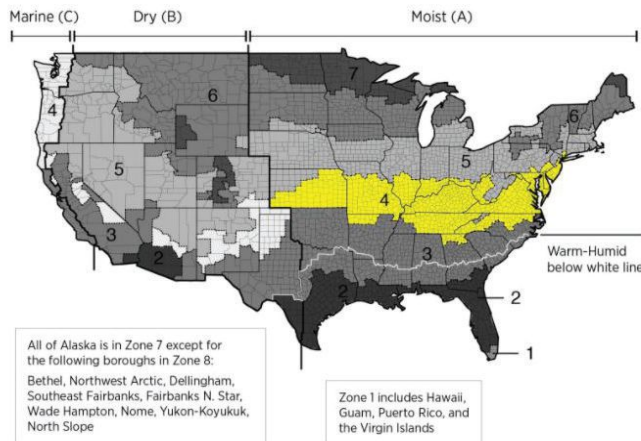 Marine (C)
Dry (B)
Moist (A)
7
6
6
4
5
5
4
3
3
2
Warm-Humid
below white line
2
2
1
All of Alaska is in Zone 7 except for
the following boroughs in Zone 8:
Bethel, Northwest Arctic, Dellingham,
Southeast Fairbanks, Fairbanks N. Star,
Wade Hampton, Nome, Yukon-Koyukuk,
North Slope
Zone 1 includes Hawaii,
Guam, Puerto Rico, and
the Virgin Islands